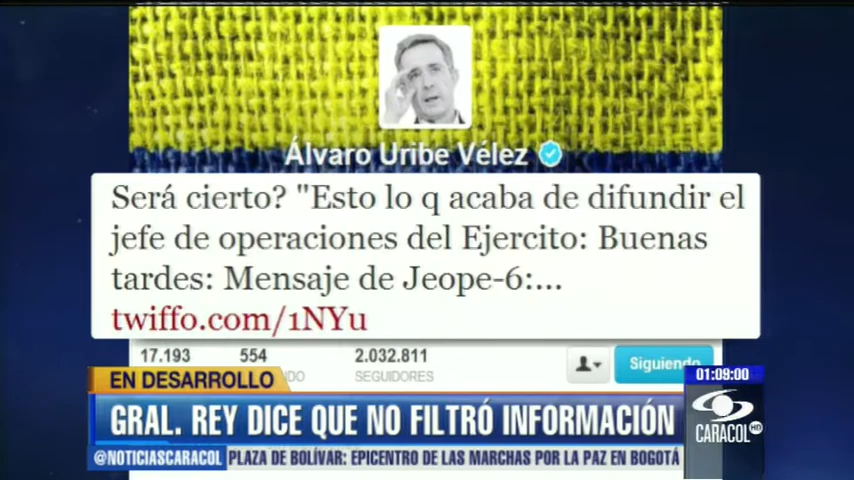 Álvaro Uribe Vélez
Será cierto? "Esto lo q acaba de difundir el
jefe de operaciones del Ejercito: Buenas
tardes: Mensaje de Jeope-6:...
twiffo.com/1NYu
17.193 554 2.032.811
SEGUIDORES
Siguiendo
EN DESARROLLO
01:09:00
GRAL. REY DICE QUE NO FILTRÓ INFORMACIÓN
CARACOL HD
@NOTICIASCARACOL PLAZA DE BOLÍVAR: EPICENTRO DE LAS MARCHAS POR LA PAZ EN BOGOTÁ